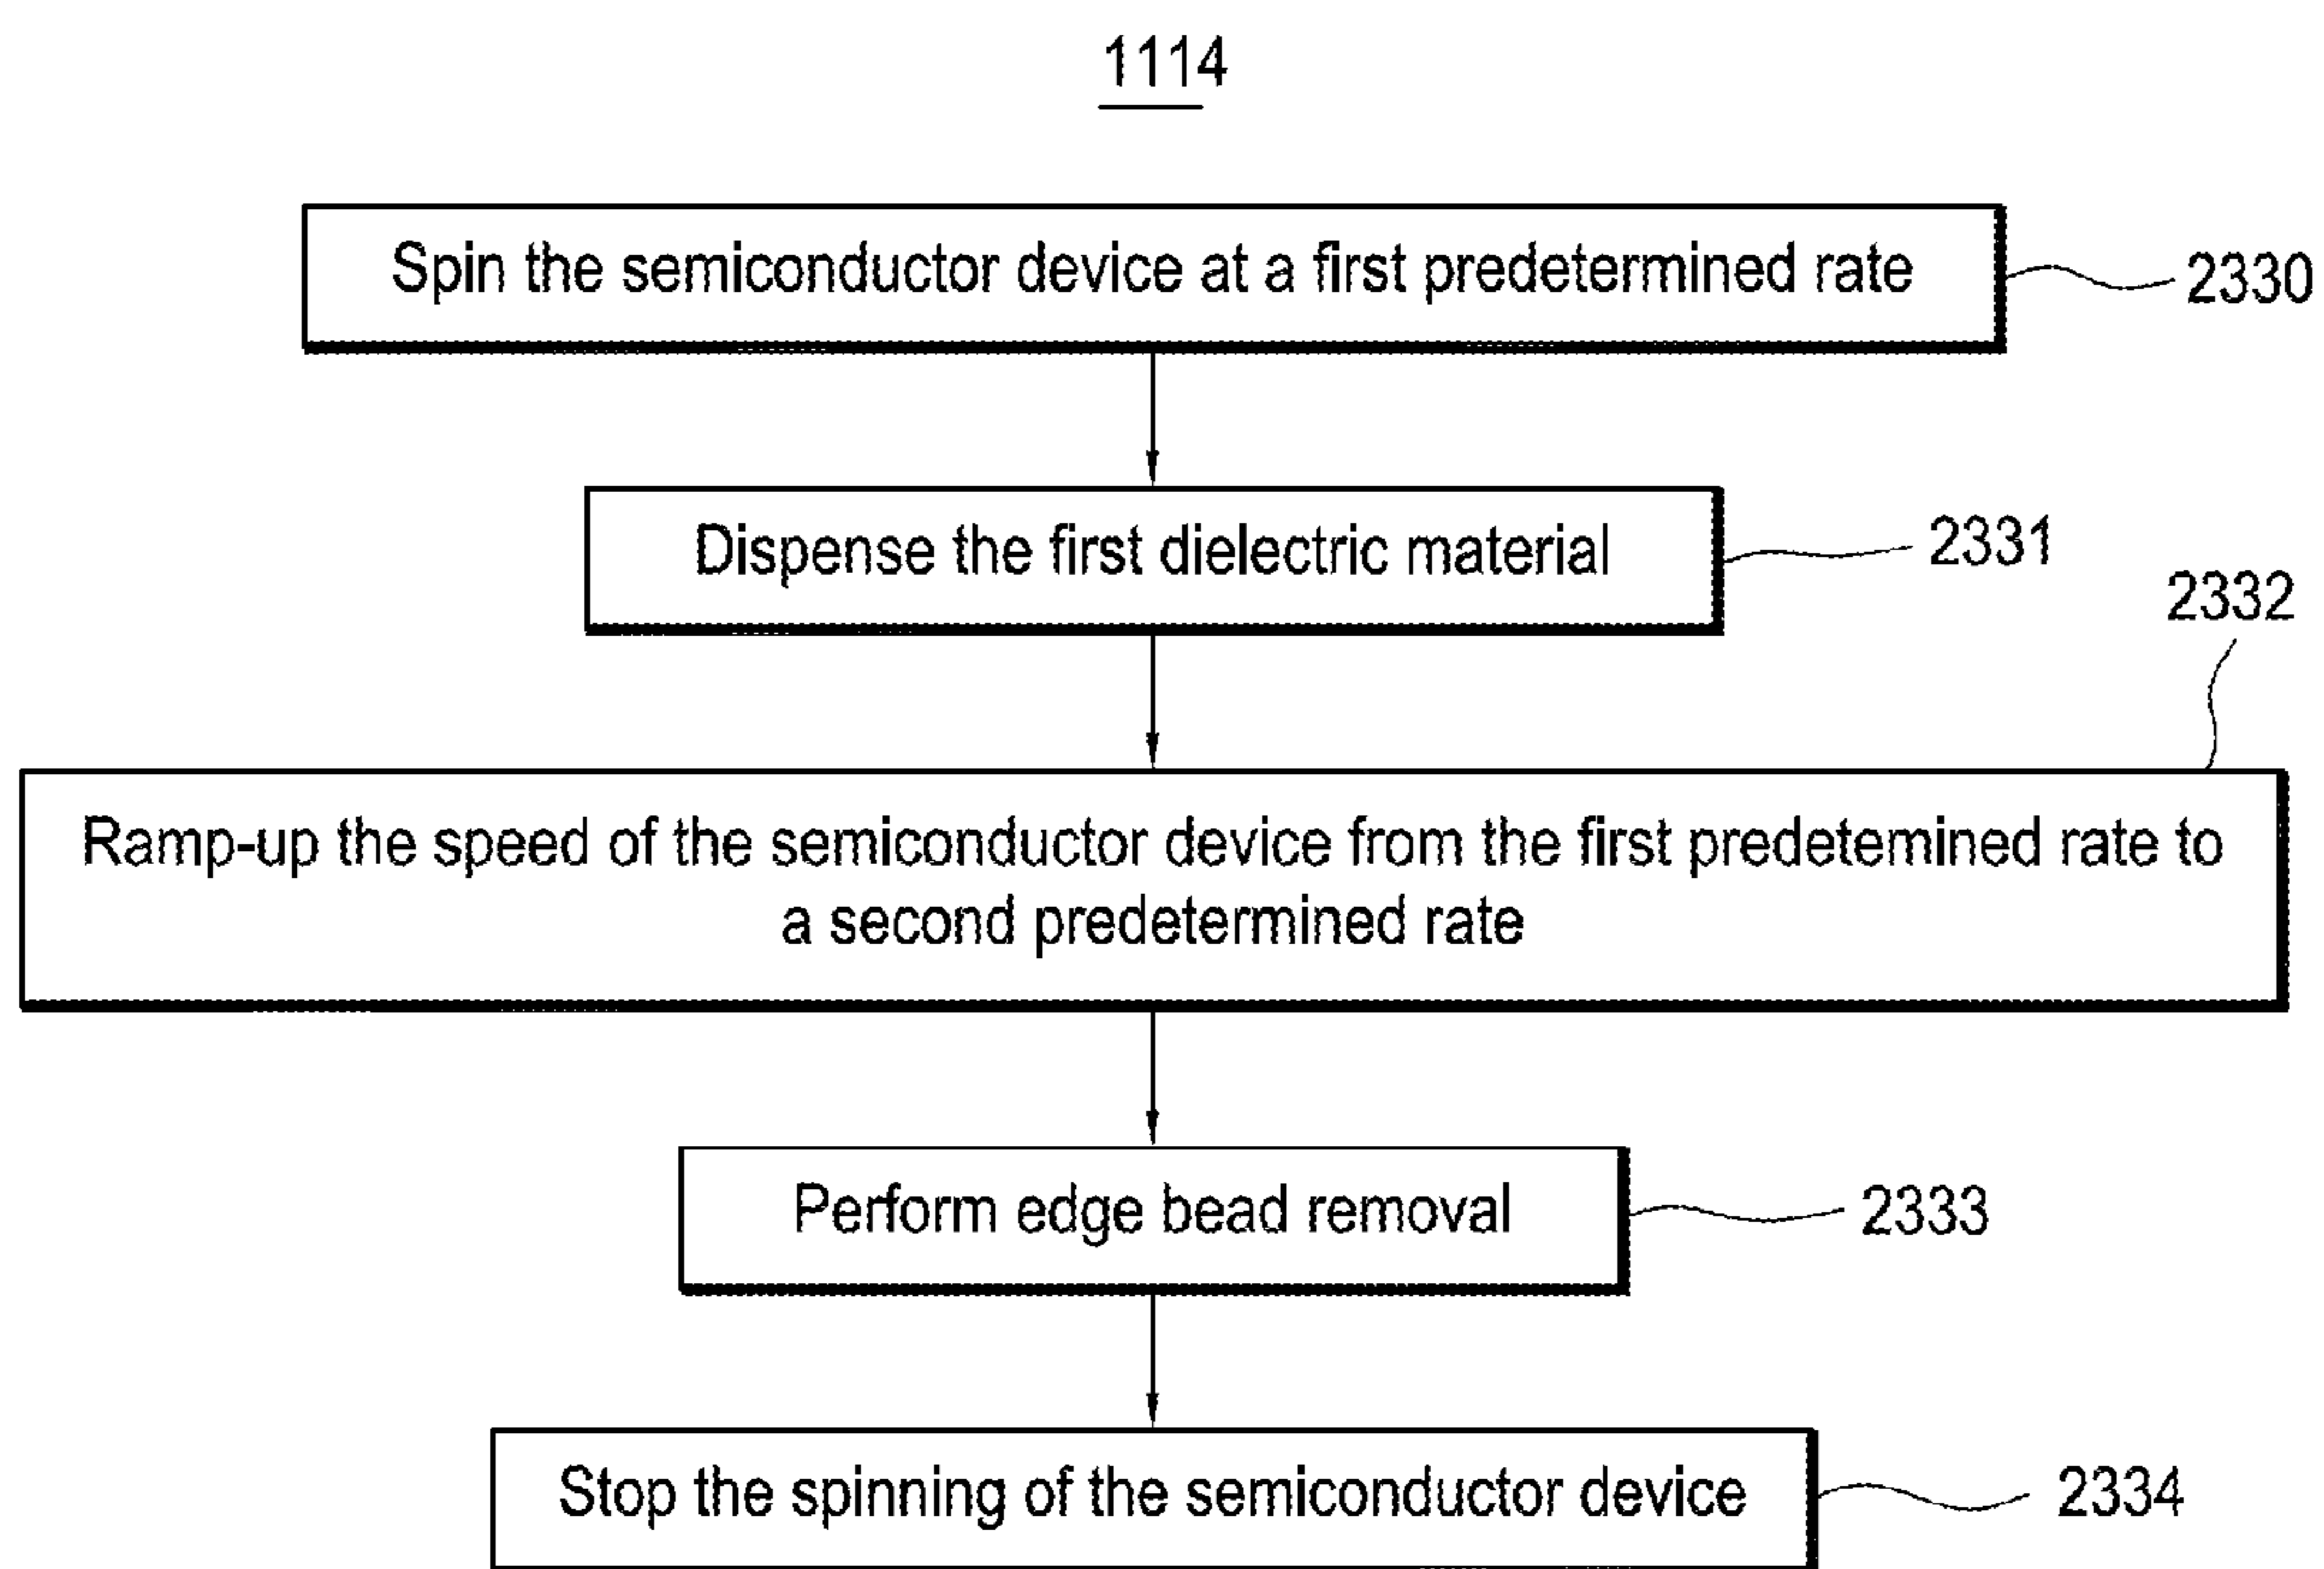 1114
Spin the semiconductor device at a first predetermined rate
2330
Dispense the first dielectric material
2331
2332
Ramp-up the speed of the semiconductor device from the first predetemined rate to
a second predetermined rate
Perform edge bead removal
2333
Stop the spinning of the semiconductor device
2334